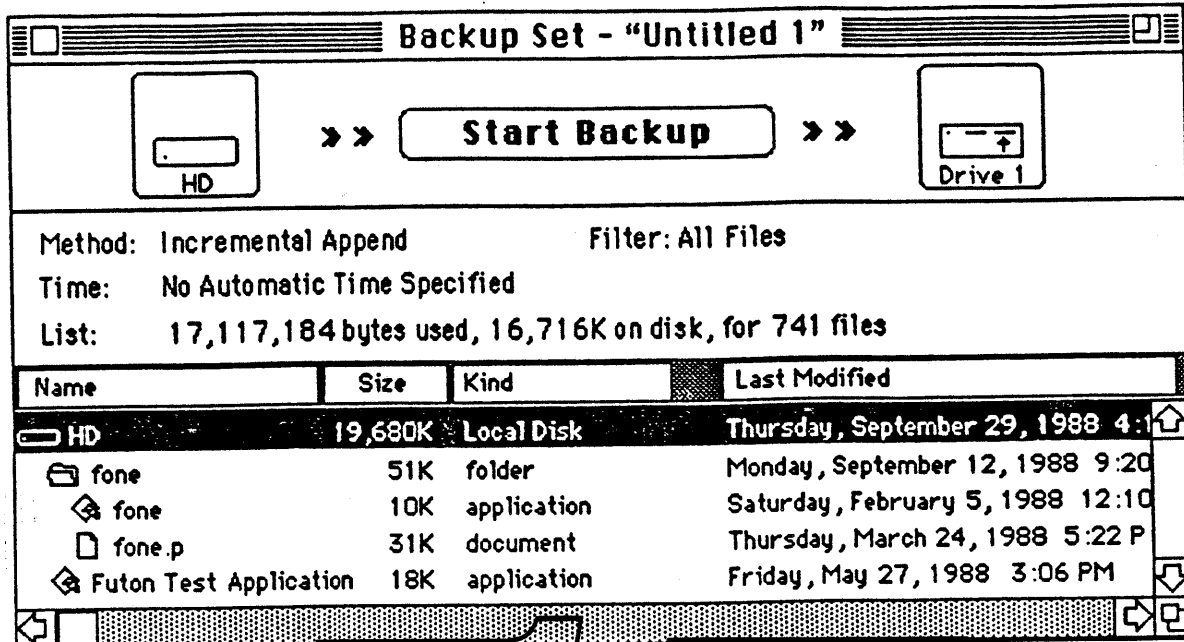 Backup Set - “Untitled 1”
HD
»» Start Backup »»
Drive 1
Method: Incremental Append Filter: All Files
Time: No Automatic Time Specified
List: 17,117,184 bytes used, 16,716K on disk, for 741 files
Name Size Kind Last Modified
HD 19,680K Local Disk Thursday, September 29, 1988 4:1
fone 51K folder Monday, September 12, 1988 9:20
fone 10K application Saturday, February 5, 1988 12:10
fone.p 31K document Thursday, March 24, 1988 5:22 P
Futon Test Application 18K application Friday, May 27, 1988 3:06 PM